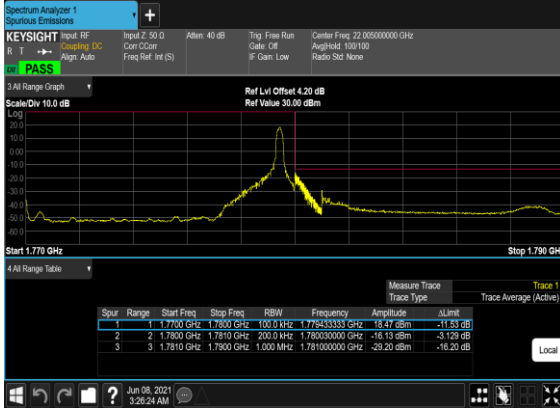 Spectrum Analyzer 1
Spurious Emissions
+
KEYSIGHT Input: RF Input Z: 50 Ω Atten: 40 dB Trig: Free Run Center Freq: 22.005000000 GHz
R T Coupling: DC Corr CCorr Gate: Off Avg|Hold: 100/100
Align: Auto Freq Ref: Int (S) IF Gain: Low Radio Std: None
PASS
3 All Range Graph
Ref Lvl Offset 4.20 dB
Scale/Div 10.0 dB Ref Value 30.00 dBm
Log
20.0
10.0
0.00
-10.0
-20.0
-30.0
-40.0
-50.0
-60.0
Start 1.770 GHz Stop 1.790 GH
4 All Range Table
Measure Trace Trace 1
Trace Type Trace Average (Active)
Spur Range Start Freq Stop Freq RBW Frequency Amplitude ΔLimit
1 1 1.7700 GHz 1.7800 GHz 100.0 kHz 1.779433333 GHz 18.47 dBm -11.53 dB
2 2 1.7800 GHz 1.7810 GHz 200.0 kHz 1.780030000 GHz -16.13 dBm -3.129 dB
3 3 1.7810 GHz 1.7900 GHz 1.000 MHz 1.781000000 GHz -29.20 dBm -16.20 dB
Local
? Jun 08, 2021
3:26:24 AM